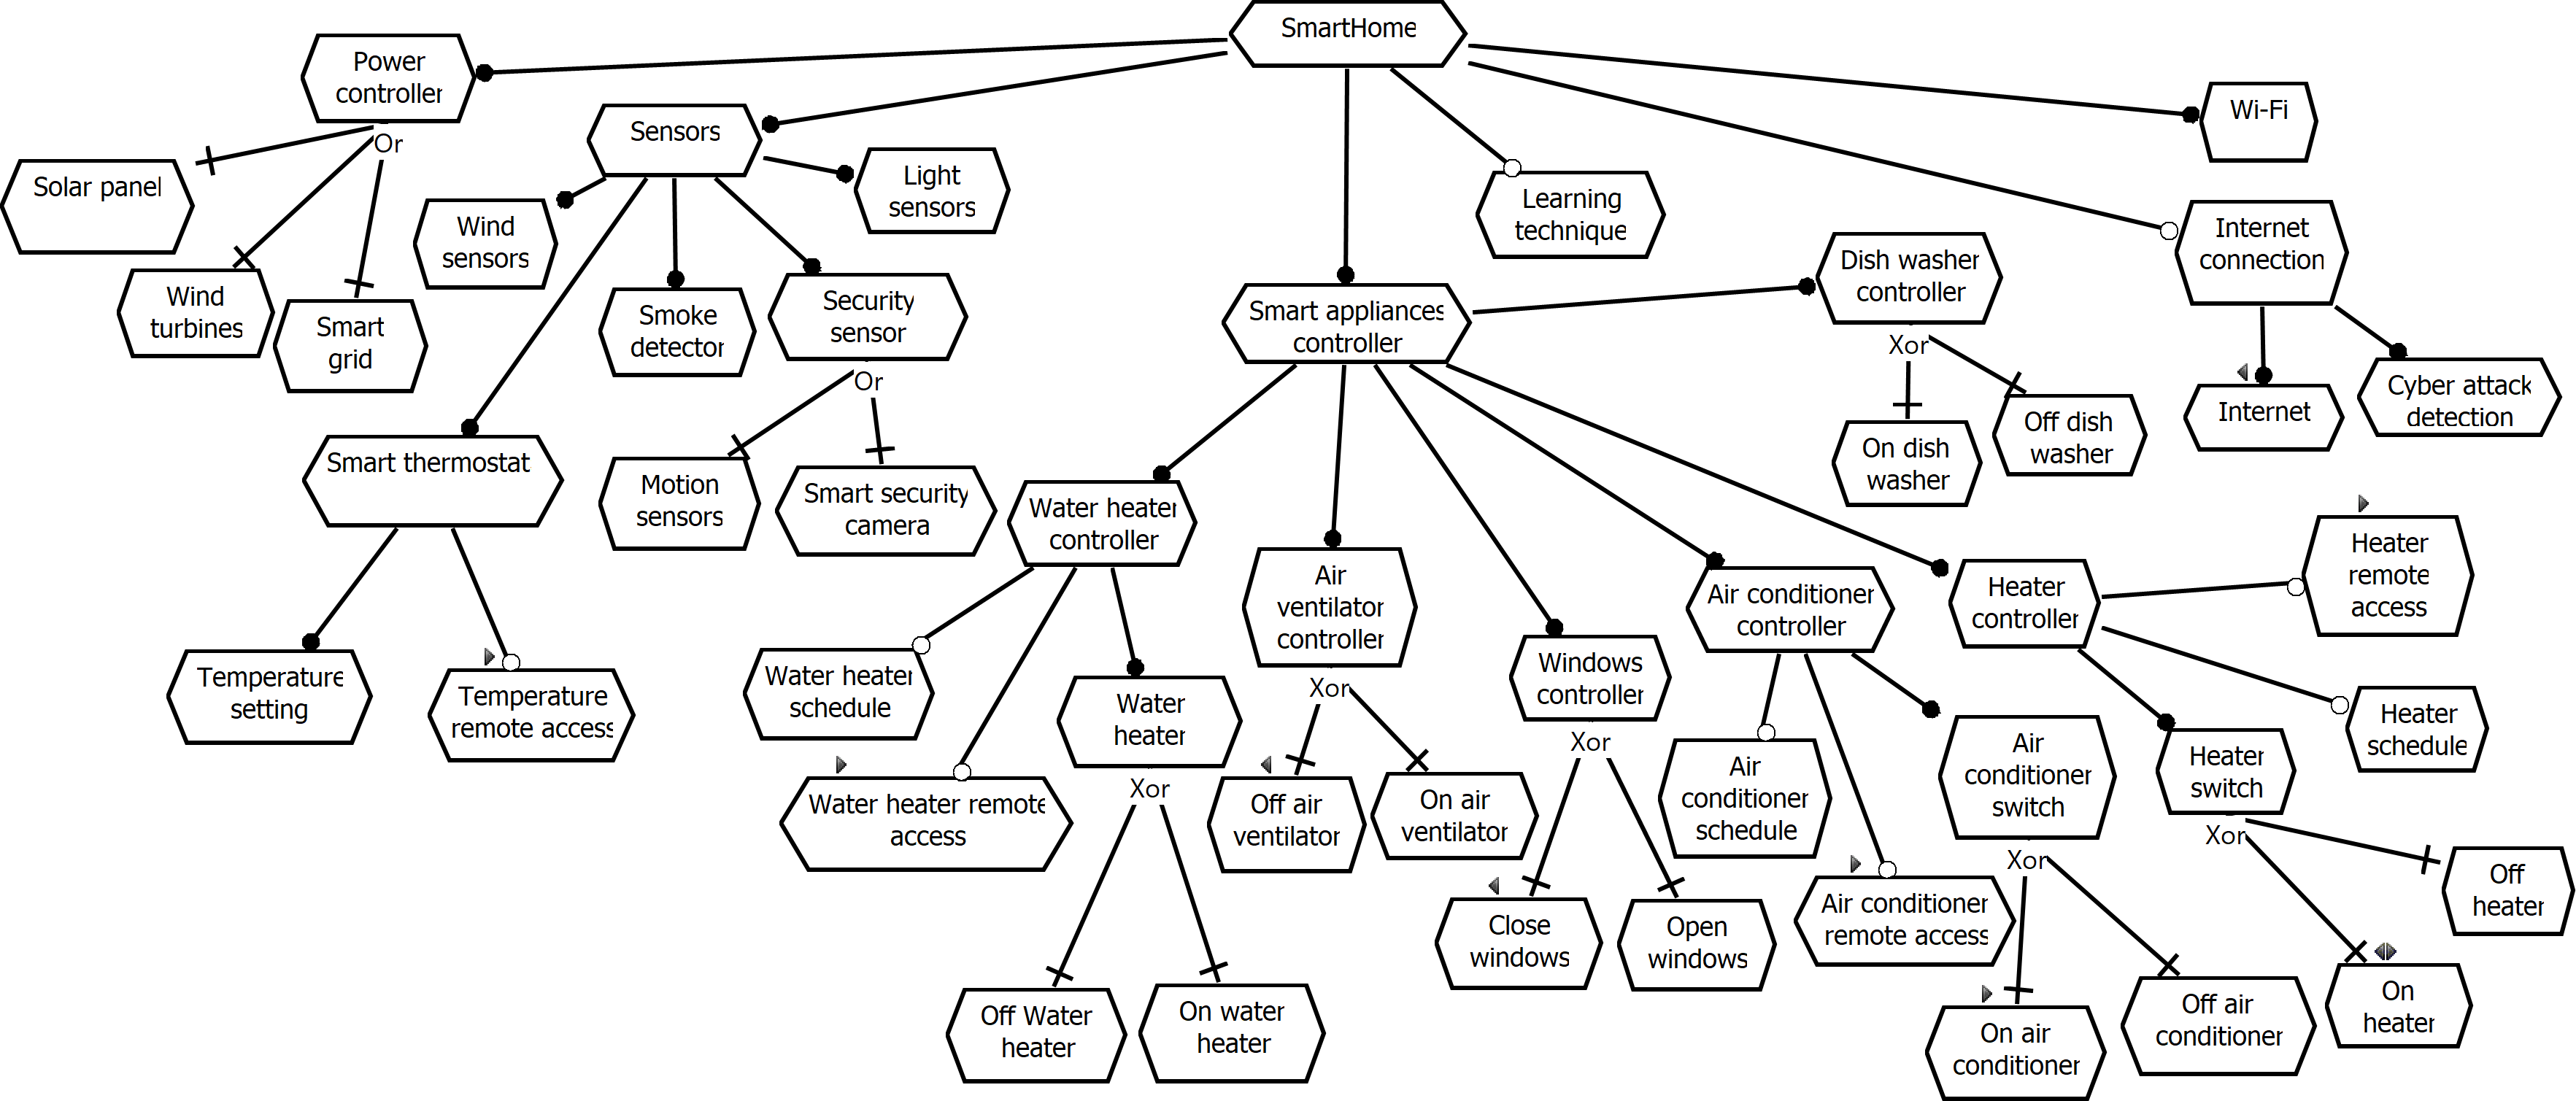 SmartHome
Power
controller
Or
Solar panel
Wind
turbines
Smart
grid
Sensors
Wind
sensors
Light
sensors
Smoke
detector
Security
sensor
Or
Motion
sensors
Smart security
camera
Smart thermostat
Temperature
setting
Temperature
remote access
Learning
technique
Wi-Fi
Internet
connection
Internet
Cyber attack
detection
Smart appliances
controller
Dish washer
controller
Xor
On dish
washer
Off dish
washer
Water heater
controller
Water heater
schedule
Water heater remote
access
Water
heater
Xor
Off Water
heater
On water
heater
Air
ventilator
controller
Xor
Off air
ventilator
On air
ventilator
Windows
controller
Xor
Close
windows
Open
windows
Air conditioner
controller
Air
conditioner
schedule
Air conditioner
remote access
Air
conditioner
switch
Xor
On air
conditioner
Off air
conditioner
Heater
controller
Heater
remote
access
Heater
schedule
Heater
switch
Xor
Off
heater
On
heater